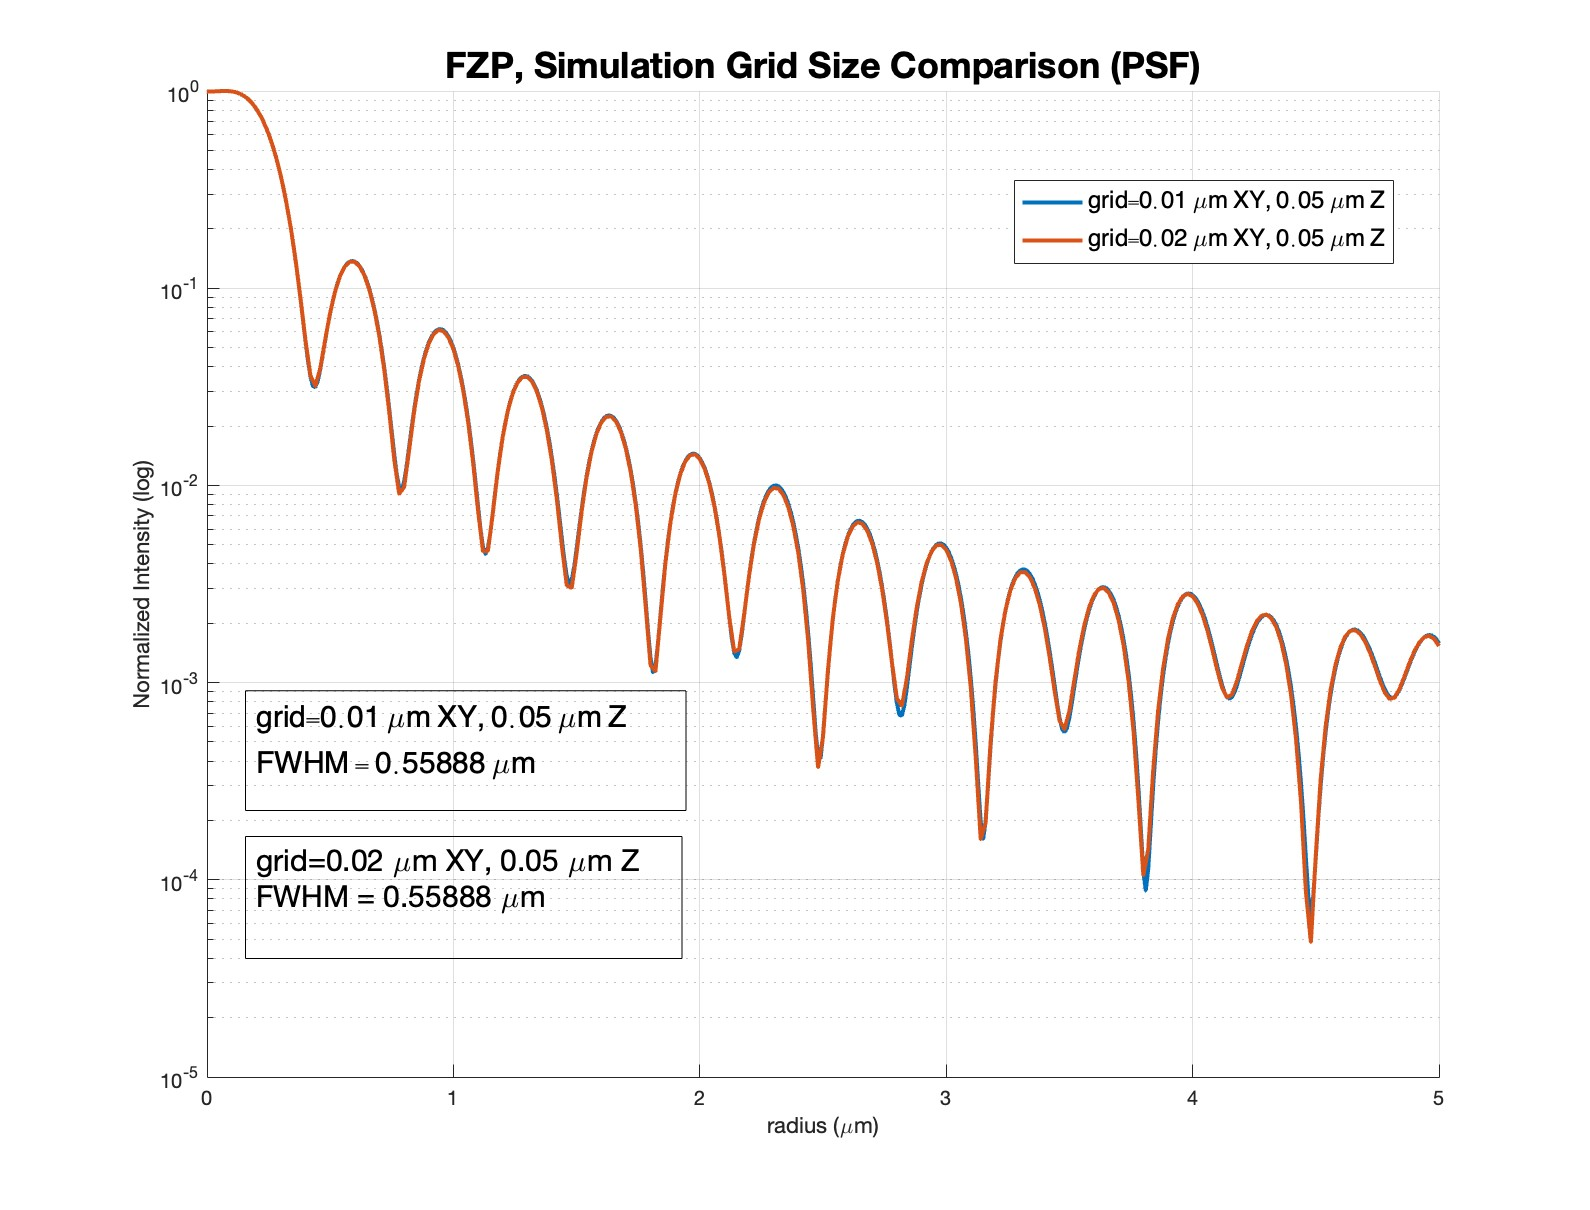 FZP, Simulation Grid Size Comparison (PSF)
10^0
10^-1
10^-2
10^-3
10^-4
10^-5
Normalized Intensity (log)
grid=0.01 μm XY, 0.05 μm Z
grid=0.02 μm XY, 0.05 μm Z
grid=0.01 μm XY, 0.05 μm Z
FWHM = 0.55888 μm
grid=0.02 μm XY, 0.05 μm Z
FWHM = 0.55888 μm
0 1 2 3 4 5
radius (μm)